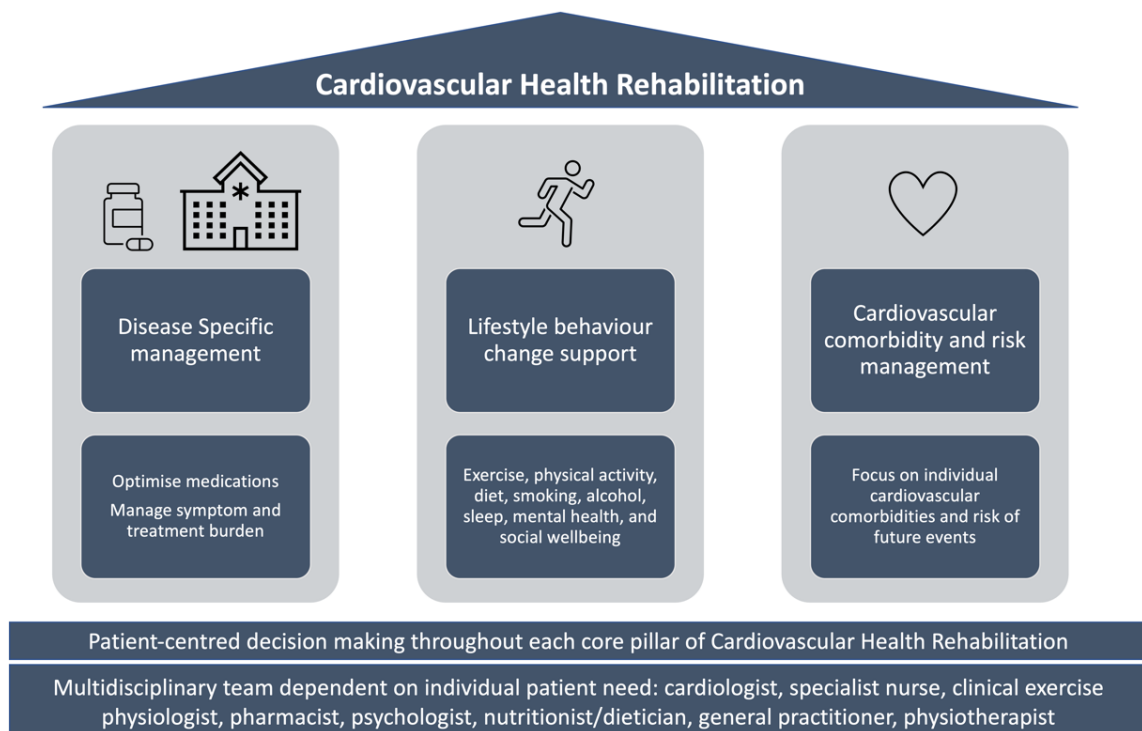 Cardiovascular Health Rehabilitation
Disease Specific
management
Optimise medications
Manage symptom and
treatment burden
Lifestyle behaviour
change support
Exercise, physical activity,
diet, smoking, alcohol,
sleep, mental health, and
social wellbeing
Cardiovascular
comorbidity and risk
management
Focus on individual
cardiovascular
comorbidities and risk of
future events
Patient-centred decision making throughout each core pillar of Cardiovascular Health Rehabilitation
Multidisciplinary team dependent on individual patient need: cardiologist, specialist nurse, clinical exercise
physiologist, pharmacist, psychologist, nutritionist/dietician, general practitioner, physiotherapist